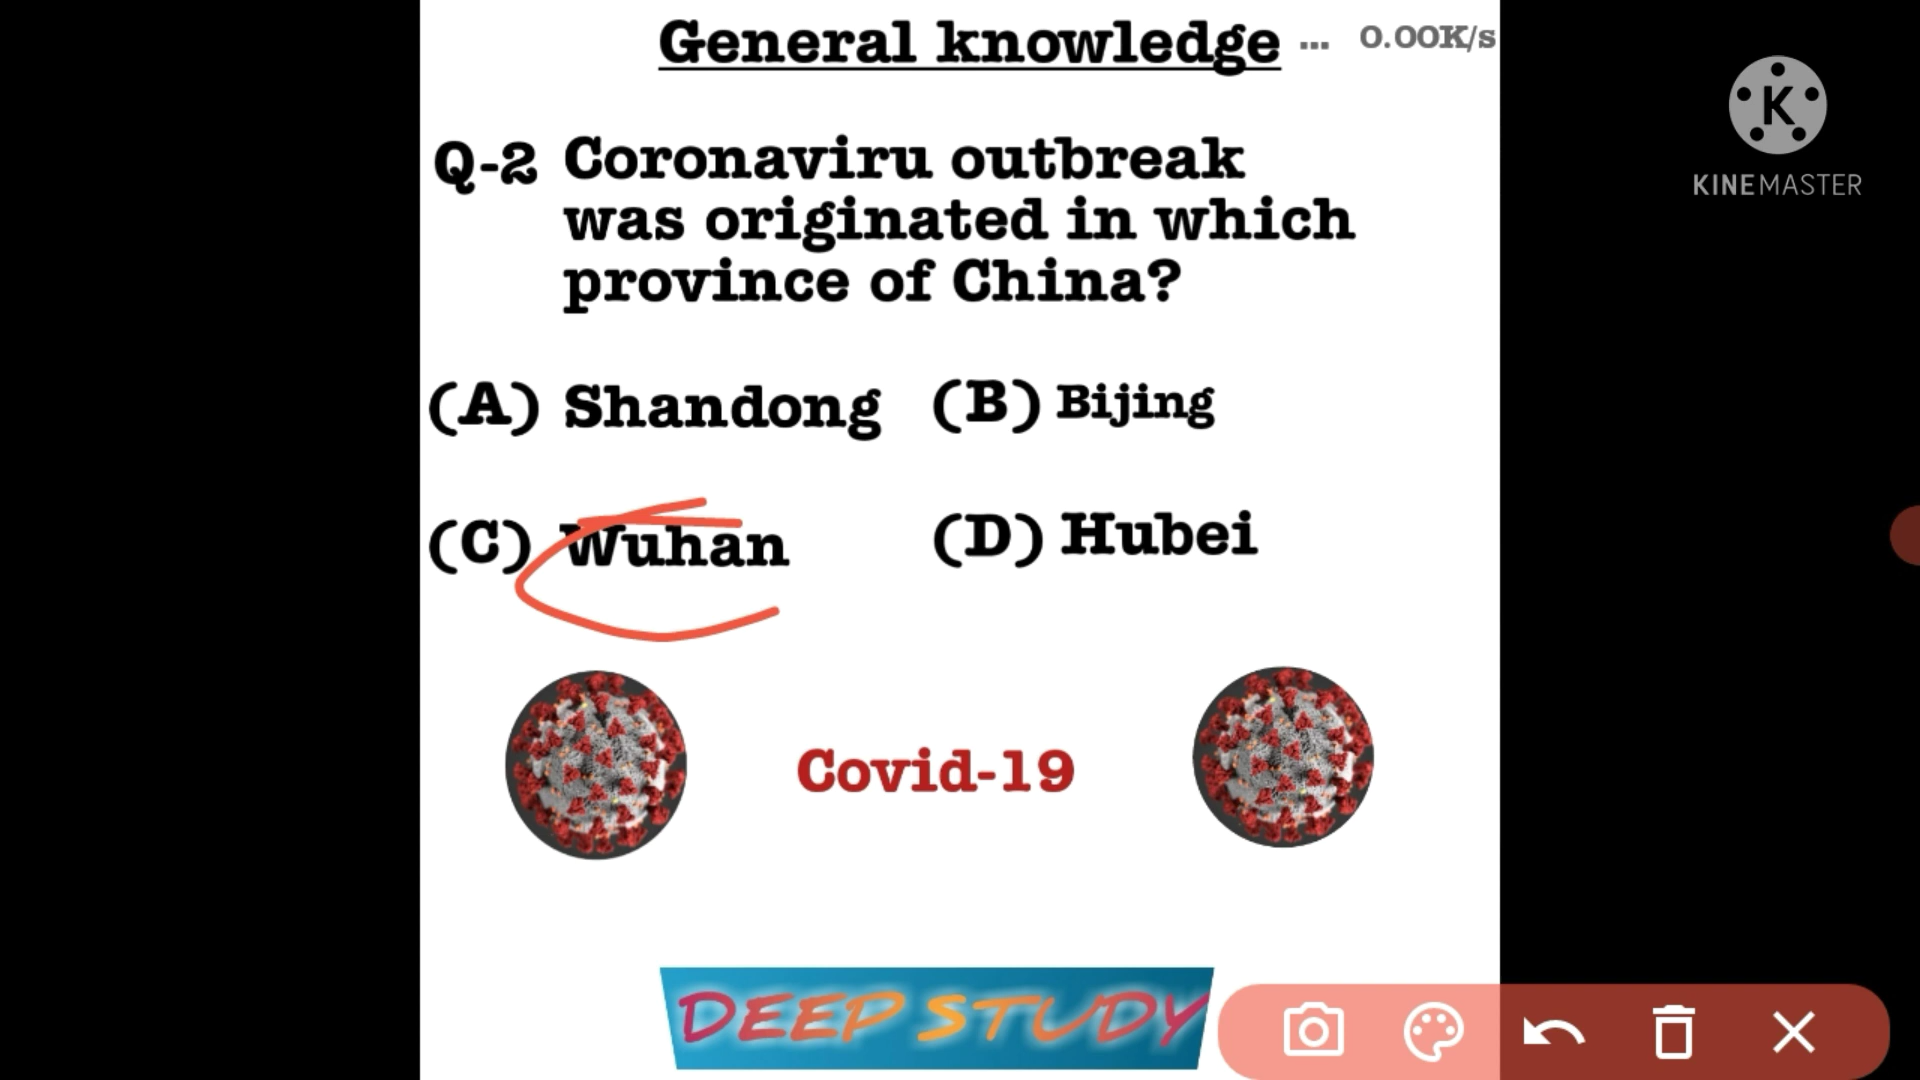 General knowledge ... 0.00K/s
KINEMASTER
Q-2 Coronaviru outbreak
was originated in which
province of China?
(A) Shandong (B) Bijing
(C) Wuhan (D) Hubei
Covid-19
DEEP STUDY